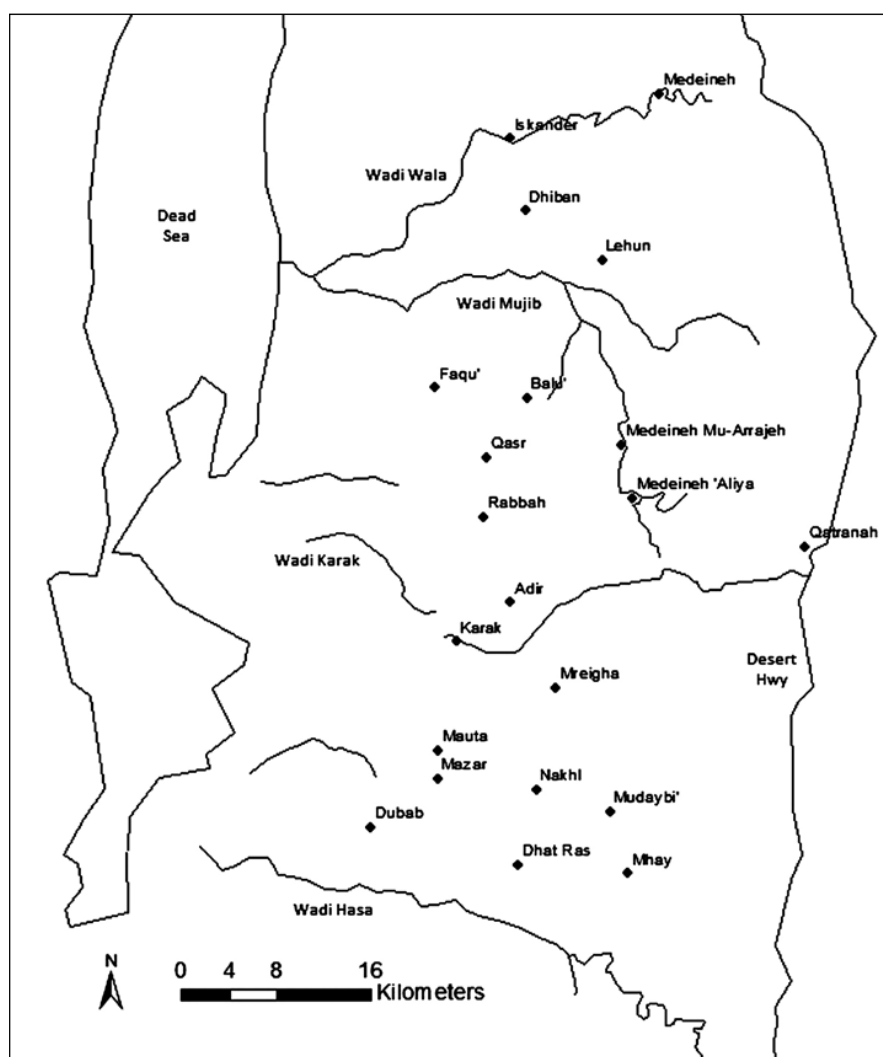 Medeineh
Iskander
Wadi Wala
Dhiban
Dead
Sea
Lehun
Wadi Mujib
Faqu'
Balu'
Medeineh Mu-Arrajeh
Qasr
Medeineh 'Aliya
Rabbah
Qatranah
Wadi Karak
Adir
Karak
Desert
Hwy
Mreigha
Mauta
Mazar
Nakhl
Mudaybi'
Dubab
Dhat Ras
Mhay
Wadi Hasa
N
0 4 8 16
Kilometers